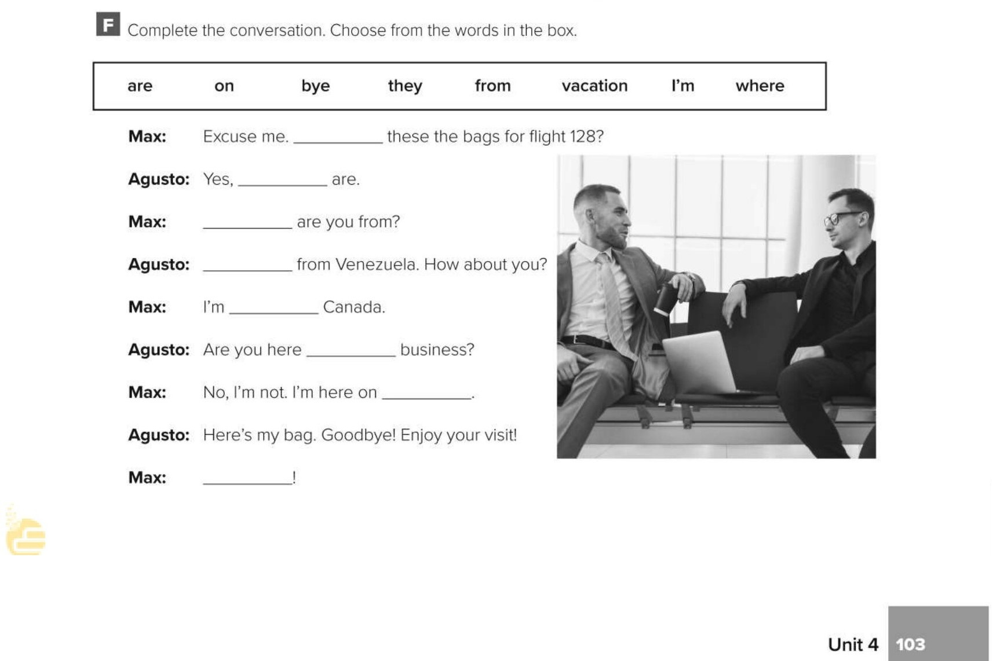 F Complete the conversation. Choose from the words in the box.
are on bye they from vacation I'm where
Max: Excuse me. __________ these the bags for flight 128?
Agusto: Yes, __________ are.
Max: __________ are you from?
Agusto: __________ from Venezuela. How about you?
Max: I'm __________ Canada.
Agusto: Are you here __________ business?
Max: No, I'm not. I'm here on __________.
Agusto: Here's my bag. Goodbye! Enjoy your visit!
Max: __________!
Unit 4 103